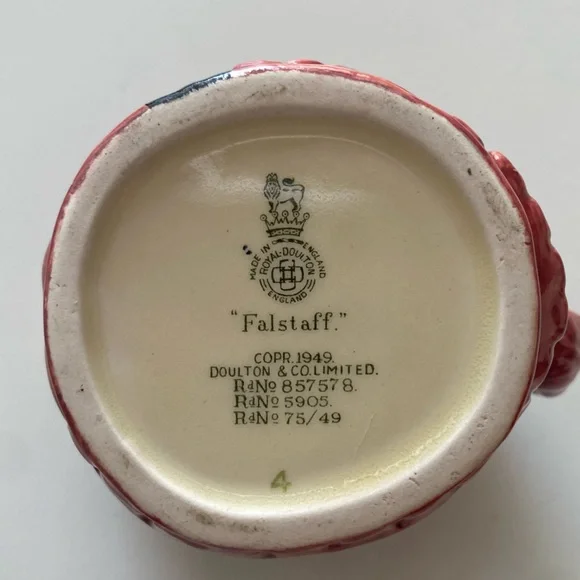 MADE IN ENGLAND
ROYAL·DOULTON
ENGLAND
"Falstaff."
COPR.1949.
DOULTON & CO.LIMITED.
RdNo 857578.
RdNo 5905.
RdNo 75/49
4